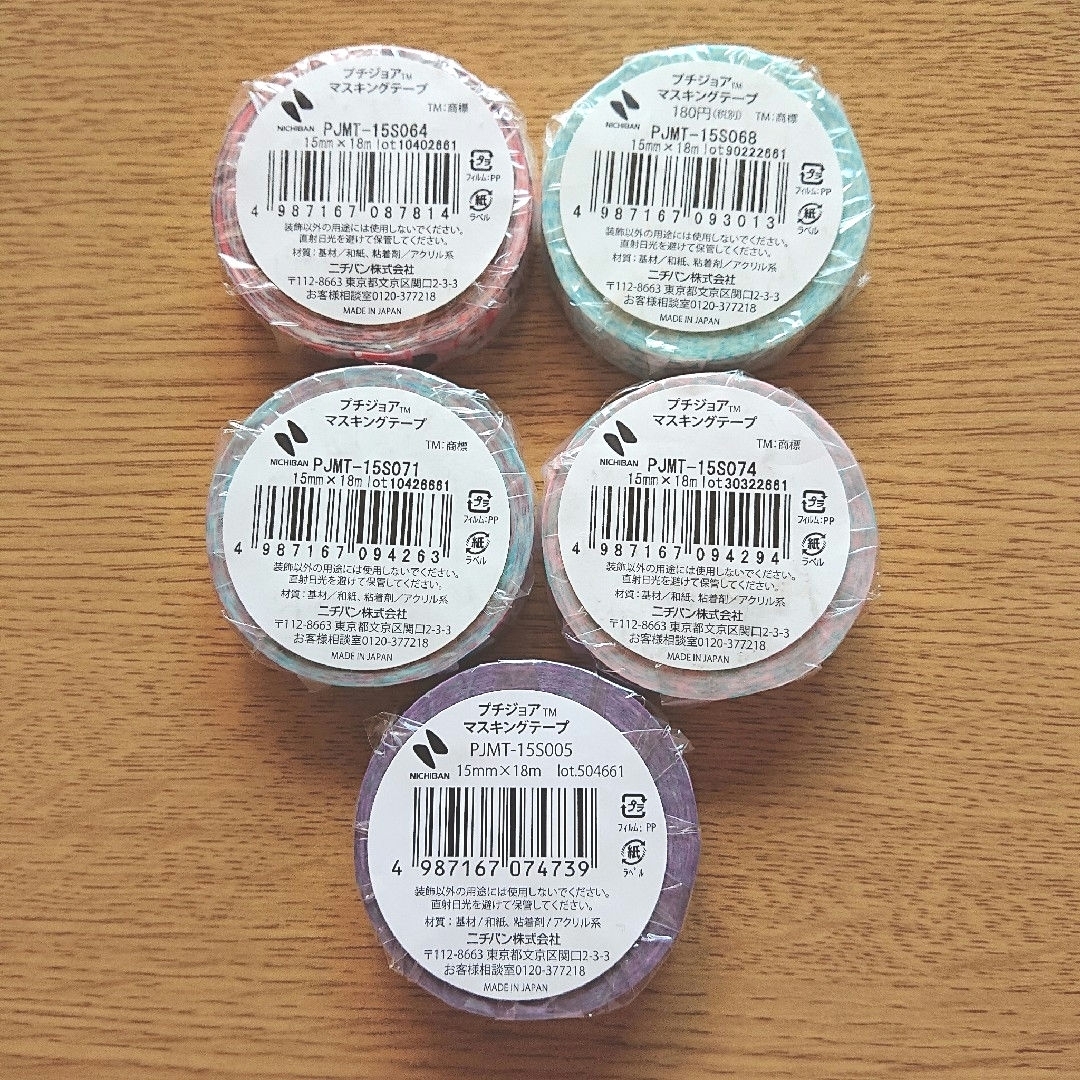 プチジョア™
マスキングテープ
TM:商標
NICHIBAN
PJMT-15S064
15mm×18m lot10402661
プラ
フィルム:PP
紙
ラベル
4 987167 087814
装飾以外の用途には使用しないでください。
直射日光を避けて保管してください。
材質:基材/和紙、粘着剤/アクリル系
ニチバン株式会社
〒112-8663 東京都文京区関口2-3-3
お客様相談室0120-377218
MADE IN JAPAN
プチジョア™
マスキングテープ
180円(税別) TM:商標
NICHIBAN
PJMT-15S068
15mm×18m lot90222661
プラ
フィルム:PP
紙
ラベル
4 987167 093013
装飾以外の用途には使用しないでください。
直射日光を避けて保管してください。
材質:基材/和紙、粘着剤/アクリル系
ニチバン株式会社
〒112-8663 東京都文京区関口2-3-3
お客様相談室0120-377218
MADE IN JAPAN
プチジョア™
マスキングテープ
TM:商標
NICHIBAN
PJMT-15S071
15mm×18m lot10426661
プラ
フィルム:PP
紙
ラベル
4 987167 094263
装飾以外の用途には使用しないでください。
直射日光を避けて保管してください。
材質:基材/和紙、粘着剤/アクリル系
ニチバン株式会社
〒112-8663 東京都文京区関口2-3-3
お客様相談室0120-377218
MADE IN JAPAN
プチジョア™
マスキングテープ
TM:商標
NICHIBAN
PJMT-15S074
15mm×18m lot30322661
プラ
フィルム:PP
紙
ラベル
4 987167 094294
装飾以外の用途には使用しないでください。
直射日光を避けて保管してください。
材質:基材/和紙、粘着剤/アクリル系
ニチバン株式会社
〒112-8663 東京都文京区関口2-3-3
お客様相談室0120-377218
MADE IN JAPAN
プチジョア™
マスキングテープ
NICHIBAN
PJMT-15S005
15mm×18m lot.504661
プラ
フィルム: PP
紙
ラベル
4 987167 074739
装飾以外の用途には使用しないでください。
直射日光を避けて保管してください。
材質:基材/和紙、粘着剤/アクリル系
ニチバン株式会社
〒112-8663 東京都文京区関口2-3-3
お客様相談室0120-377218
MADE IN JAPAN